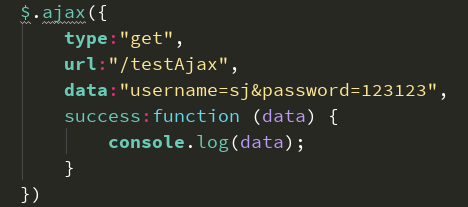 $.ajax({
    type:"get",
    url:"/testAjax",
    data:"username=sj&password=123123",
    success:function (data) {
        console.log(data);
    }
})